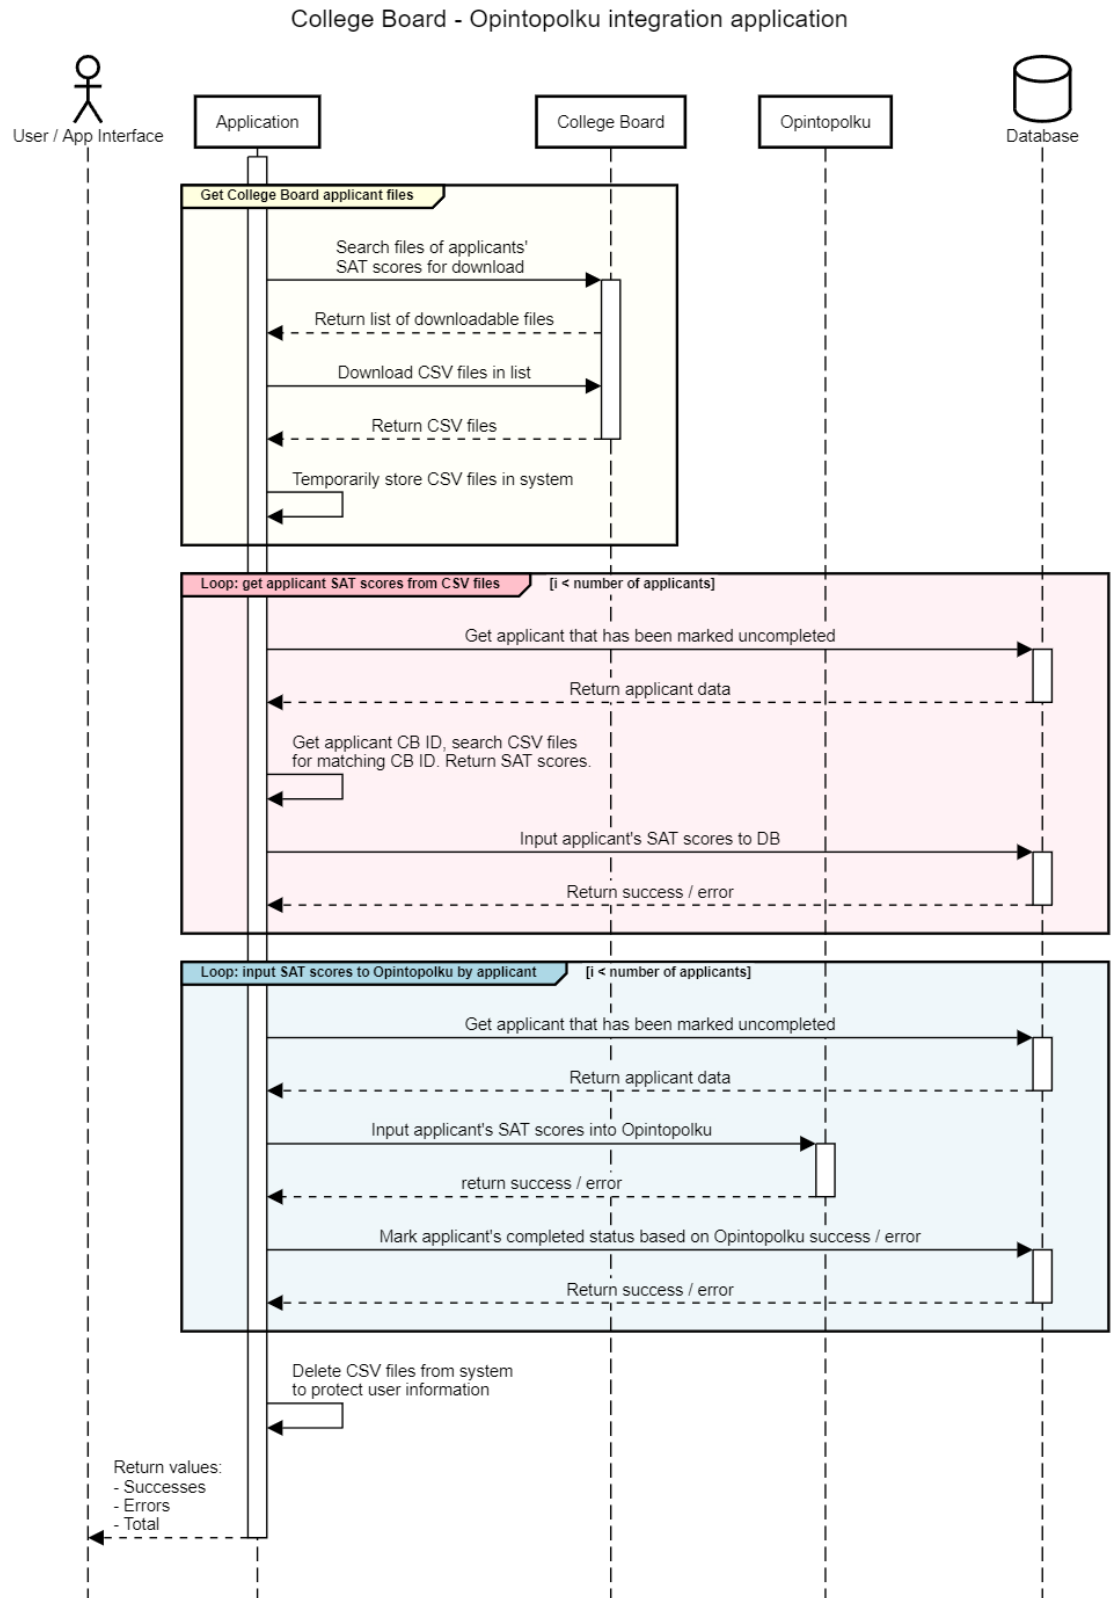 College Board - Opintopolku integration application
User / App Interface
Application
College Board
Opintopolku
Database
Get College Board applicant files
Search files of applicants'
SAT scores for download
Return list of downloadable files
Download CSV files in list
Return CSV files
Temporarily store CSV files in system
Loop: get applicant SAT scores from CSV files
[i < number of applicants]
Get applicant that has been marked uncompleted
Return applicant data
Get applicant CB ID, search CSV files
for matching CB ID. Return SAT scores.
Input applicant's SAT scores to DB
Return success / error
Loop: input SAT scores to Opintopolku by applicant
[i < number of applicants]
Get applicant that has been marked uncompleted
Return applicant data
Input applicant's SAT scores into Opintopolku
return success / error
Mark applicant's completed status based on Opintopolku success / error
Return success / error
Delete CSV files from system
to protect user information
Return values:
- Successes
- Errors
- Total